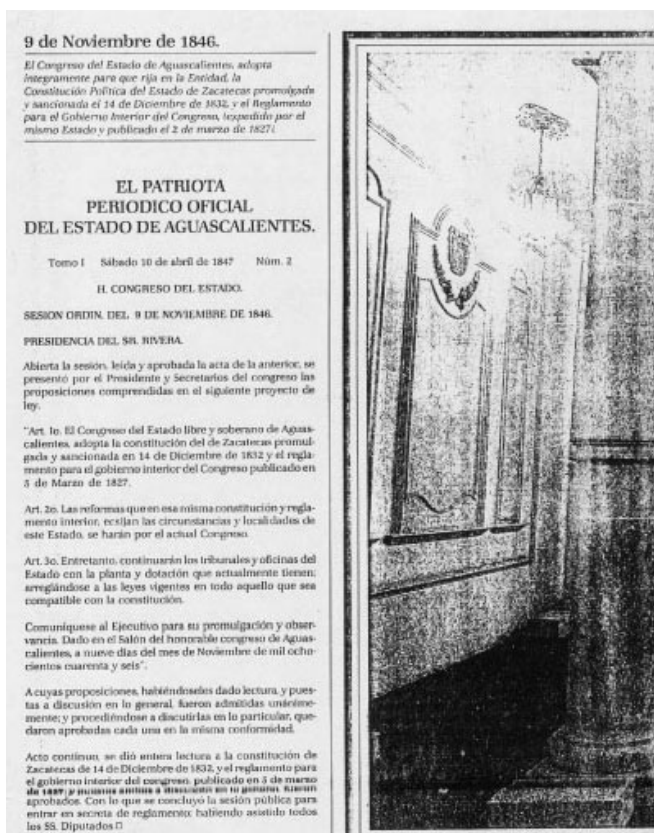 9 de Noviembre de 1846.
El Congreso del Estado de Aguascalientes, adopta
íntegramente para que rija en la Entidad, la
Constitución Política del Estado de Zacatecas promulgada
y sancionada el 14 de Diciembre de 1832, y el Reglamento
para el Gobierno Interior del Congreso, (expedido por el
mismo Estado y publicado el 2 de marzo de 1827).
EL PATRIOTA
PERIODICO OFICIAL
DEL ESTADO DE AGUASCALIENTES.
Tomo I Sábado 10 de abril de 1847 Núm. 2
H. CONGRESO DEL ESTADO.
SESION ORDIN. DEL 9 DE NOVIEMBRE DE 1846.
PRESIDENCIA DEL SR. RIVERA.
Abierta la sesión, leída y aprobada la acta de la anterior, se
presentó por el Presidente y Secretarios del congreso las
proposiciones comprendidas en el siguiente proyecto de
ley.
"Art. 1o. El Congreso del Estado libre y soberano de Aguas-
calientes, adopta la constitución del de Zacatecas promul-
gada y sancionada en 14 de Diciembre de 1832 y el regla-
mento para el gobierno interior del Congreso publicado en
3 de Marzo de 1827.
Art. 2o. Las reformas que en esa misma constitución y regla-
mento interior, ecsijan las circunstancias y localidades de
este Estado, se harán por el actual Congreso.
Art. 3o. Entretanto, continuarán los tribunales y oficinas del
Estado con la planta y dotación que actualmente tienen;
arreglándose a las leyes vigentes en todo aquello que sea
compatible con la constitución.
Comuníquese al Ejecutivo para su promulgación y obser-
vancia. Dado en el Salón del honorable congreso de Aguas-
calientes, a nueve días del mes de Noviembre de mil ocho-
cientos cuarenta y seis".
A cuyas proposiciones, habiéndoseles dado lectura, y pues-
tas a discusión en lo general, fueron admitidas unánime-
mente; y procediéndose a discutirlas en lo particular, que-
daron aprobadas cada una en la misma conformidad.
Acto continuo, se dió entera lectura a la constitución de
Zacatecas de 14 de Diciembre de 1832, y el reglamento para
el gobierno interior del congreso, publicado en 3 de marzo
de 1827; y puestos ambos a discusión en lo general, fueron
aprobados. Con lo que se concluyó la sesión pública para
entrar en secreta de reglamento; habiendo asistido todos
los SS. Diputados